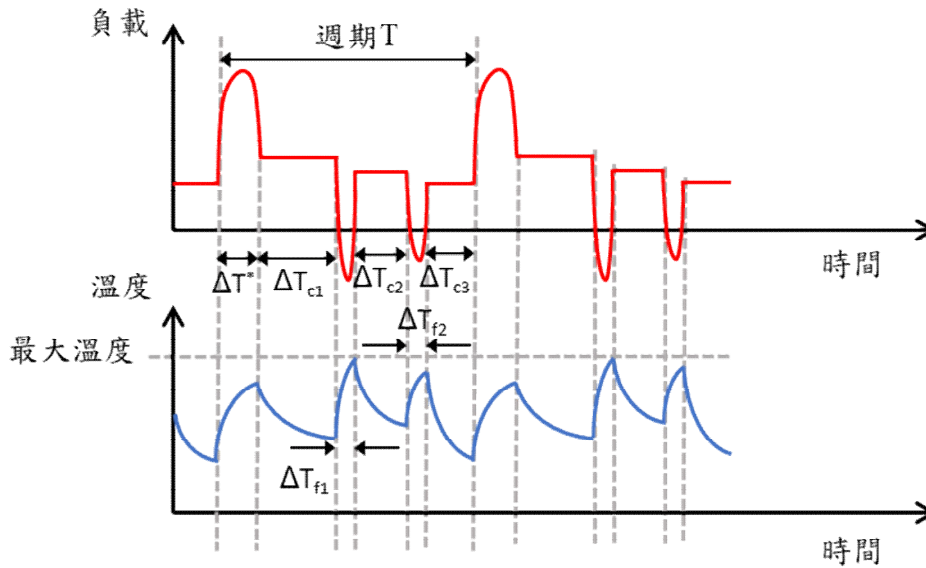 負載
週期T
ΔT*
ΔTc1
ΔTc2
ΔTc3
時間
溫度
ΔTf2
最大溫度
ΔTf1
時間